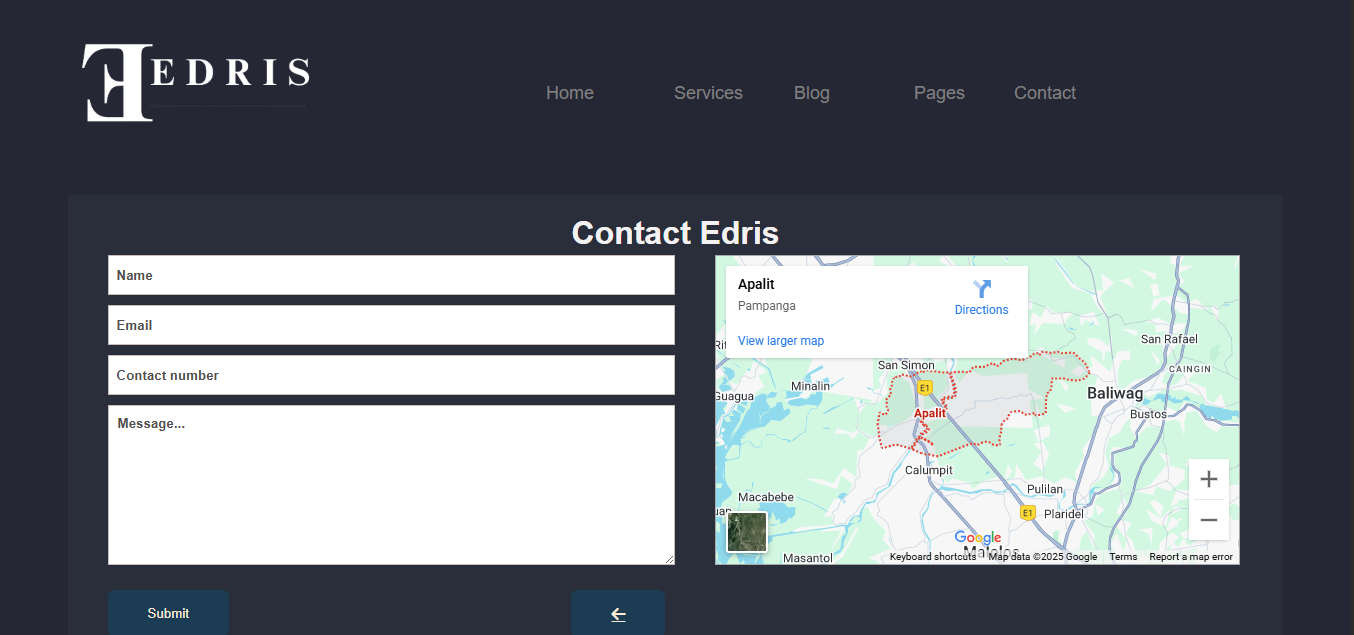 E EDRIS
Home Services Blog Pages Contact
Contact Edris
Name
Email
Contact number
Message...
Submit
Apalit
Pampanga
Directions
View larger map
San Rafael
CAINGIN
San Simon
E1
Minalin
Guagua
Baliwag
Bustos
Apalit
Calumpit
Pulilan
Macabebe
E1
Plaridel
Google
Malolos
Masantol
Keyboard shortcuts Map data ©2025 Google Terms Report a map error